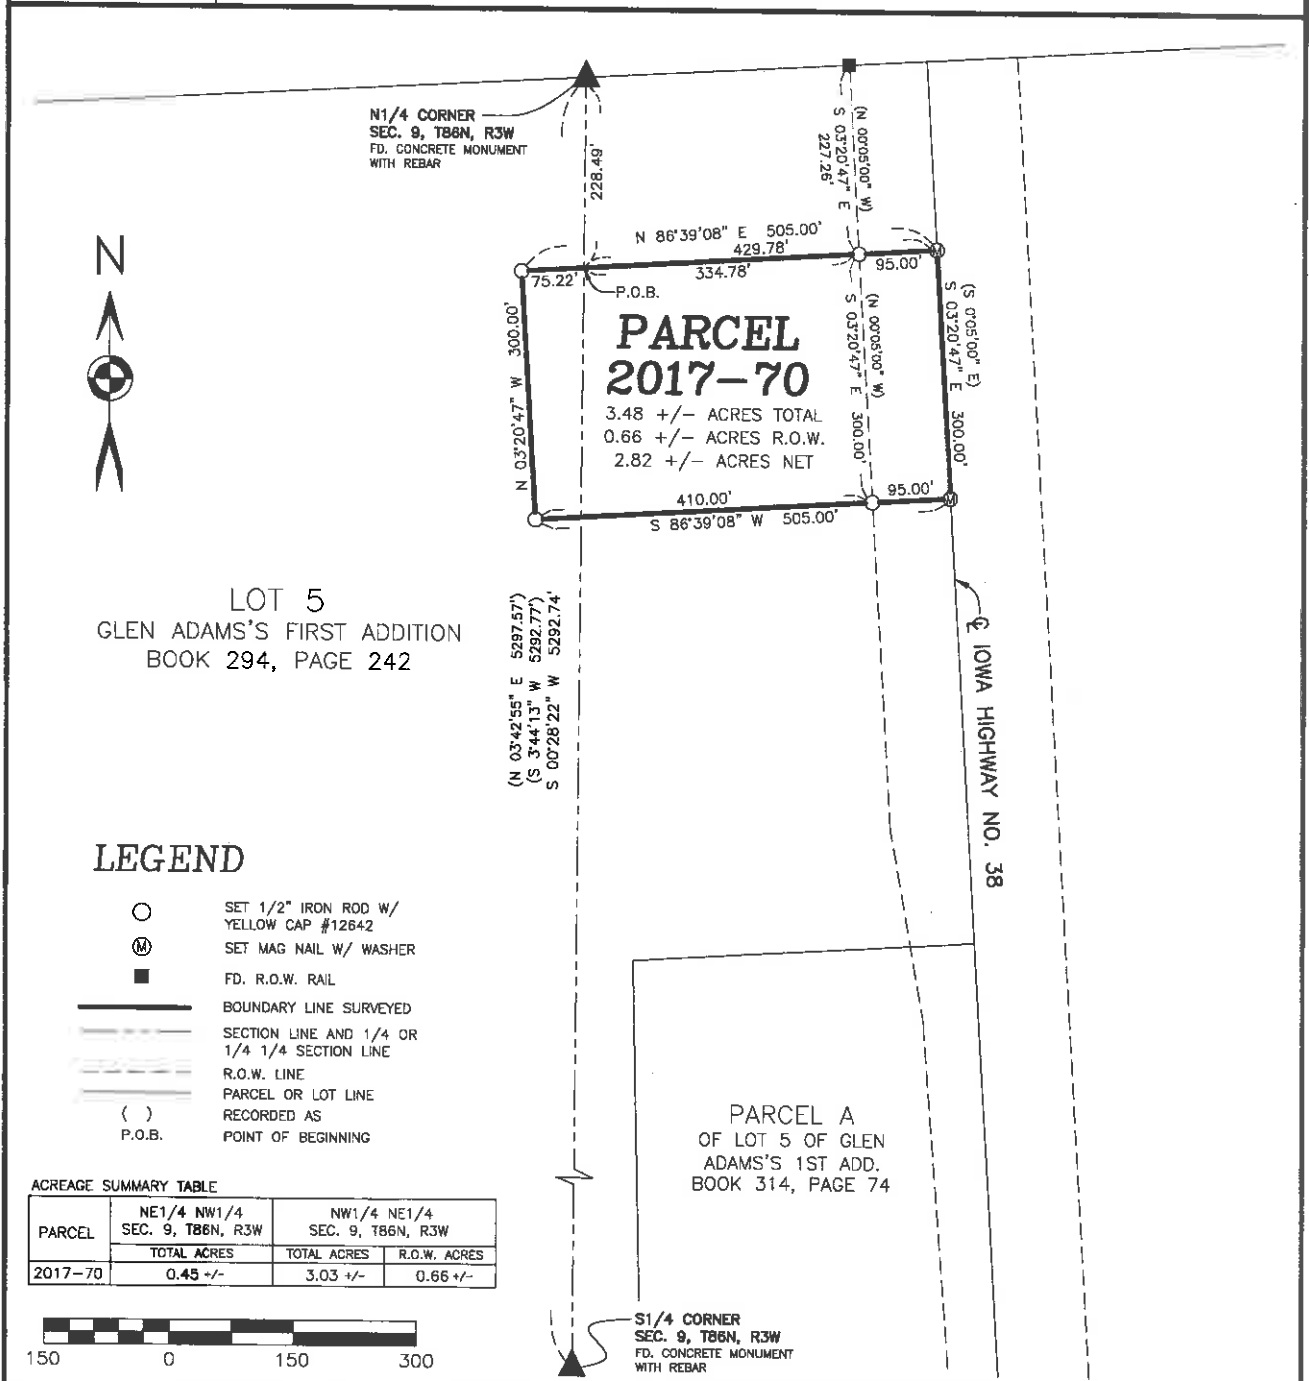 N1/4 CORNER
SEC. 9, T86N, R3W
FD. CONCRETE MONUMENT
WITH REBAR
228.49'
(N 00°05'00" W)
S 03°20'47" E
227.26'
N
N 86°39'08" E 505.00'
429.78'
75.22'
334.78'
95.00'
P.O.B.
N 03°20'47" W 300.00'
PARCEL
2017-70
3.48 +/- ACRES TOTAL
0.66 +/- ACRES R.O.W.
2.82 +/- ACRES NET
(N 00°05'00" W)
S 03°20'47" E 300.00'
(S 0°05'00" E)
S 03°20'47" E 300.00'
M
M
410.00'
95.00'
S 86°39'08" W 505.00'
LOT 5
GLEN ADAMS'S FIRST ADDITION
BOOK 294, PAGE 242
(N 03°42'55" E 5297.57')
(S 3°44'13" W 5292.77')
S 00°28'22" W 5292.74'
℄ IOWA HIGHWAY NO. 38
LEGEND
SET 1/2" IRON ROD W/
YELLOW CAP #12642
M SET MAG NAIL W/ WASHER
FD. R.O.W. RAIL
BOUNDARY LINE SURVEYED
SECTION LINE AND 1/4 OR
1/4 1/4 SECTION LINE
R.O.W. LINE
PARCEL OR LOT LINE
( ) RECORDED AS
P.O.B. POINT OF BEGINNING
PARCEL A
OF LOT 5 OF GLEN
ADAMS'S 1ST ADD.
BOOK 314, PAGE 74
ACREAGE SUMMARY TABLE
PARCEL
NE1/4 NW1/4
SEC. 9, T86N, R3W
NW1/4 NE1/4
SEC. 9, T86N, R3W
TOTAL ACRES TOTAL ACRES R.O.W. ACRES
2017-70 0.45 +/- 3.03 +/- 0.66 +/-
150 0 150 300
S1/4 CORNER
SEC. 9, T86N, R3W
FD. CONCRETE MONUMENT
WITH REBAR